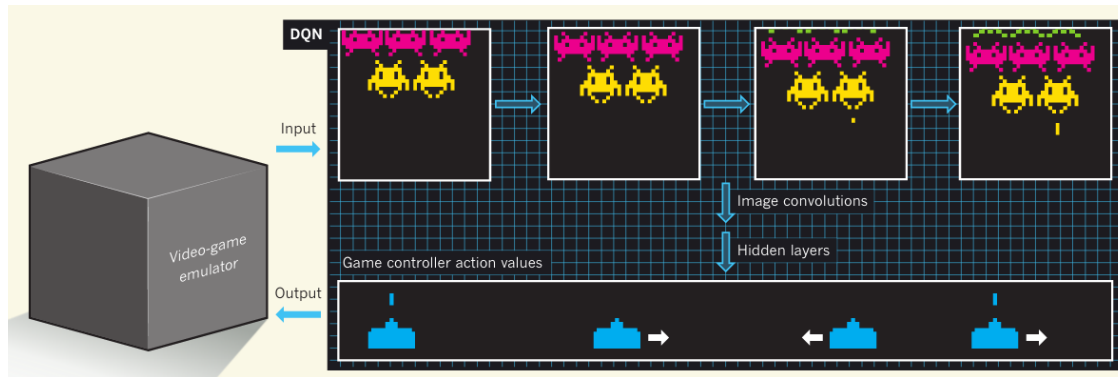 DQN
Input
Image convolutions
Video-game
emulator
Hidden layers
Game controller action values
Output